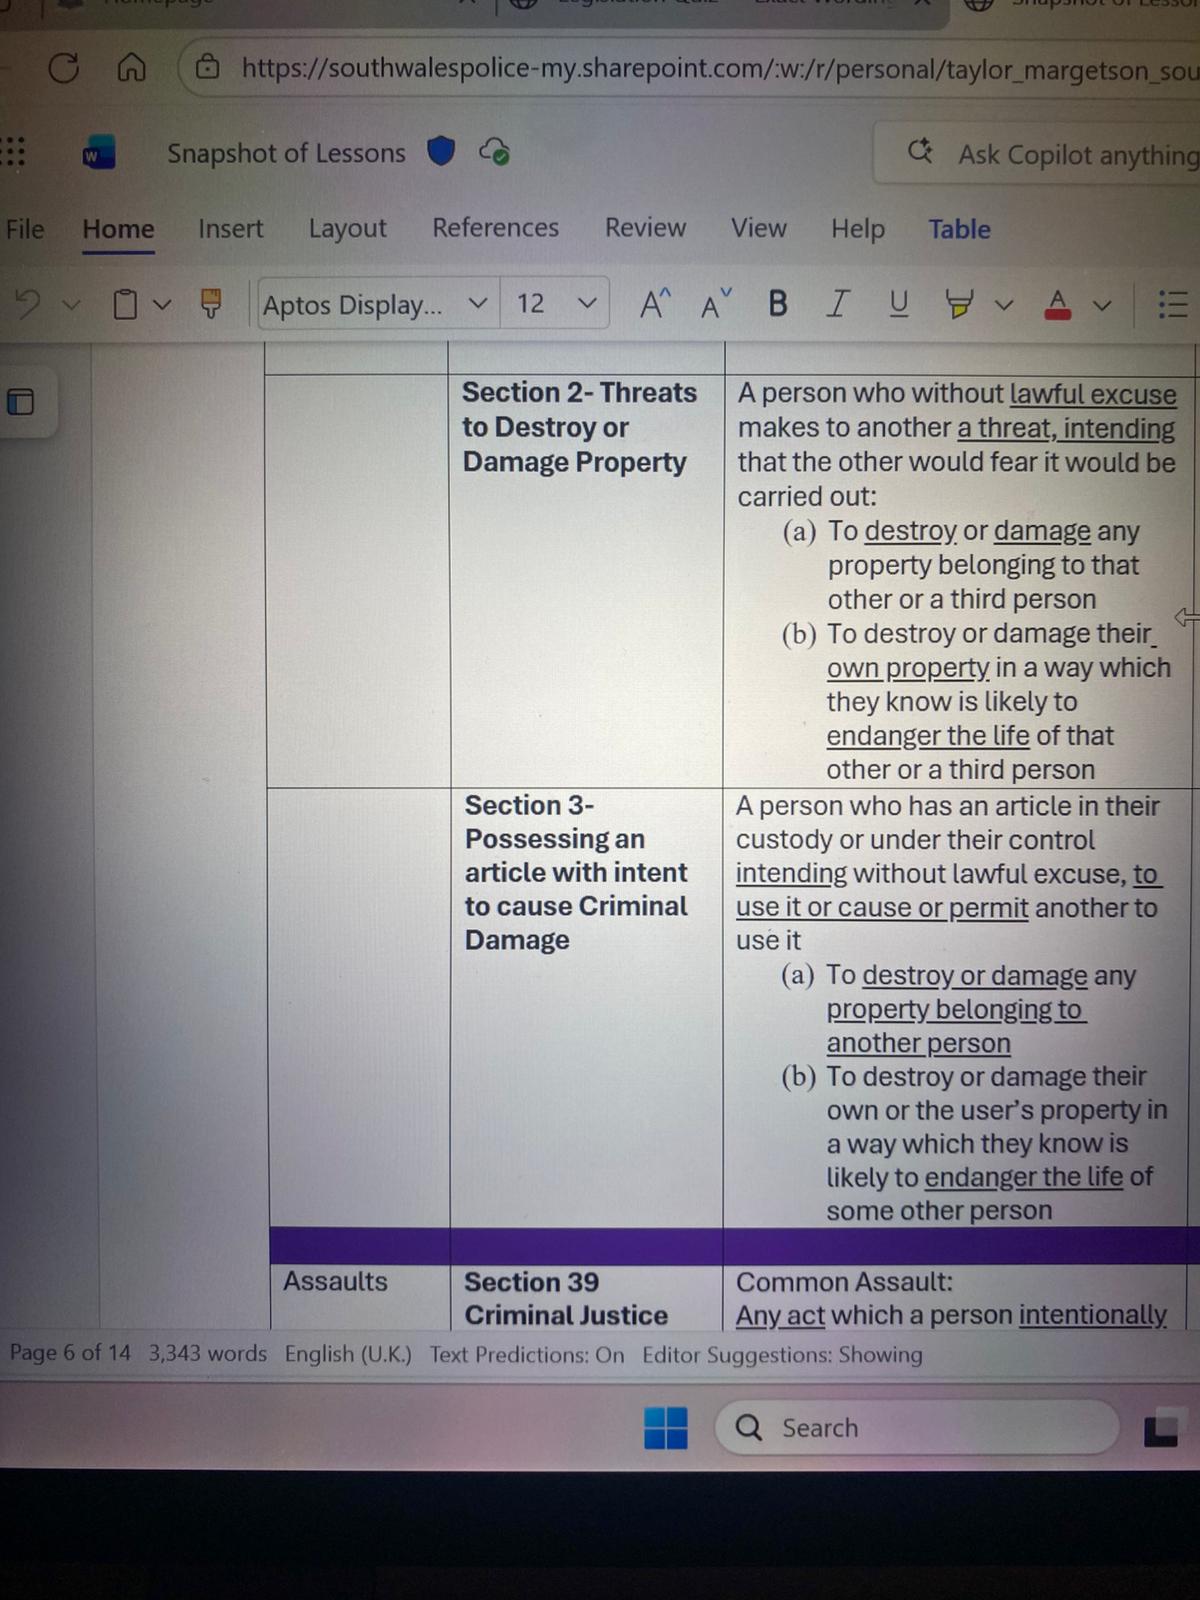 https://southwalespolice-my.sharepoint.com/:w:/r/personal/taylor_margetson_sou
Snapshot of Lessons
Ask Copilot anything
File Home Insert Layout References Review View Help Table
Aptos Display... 12 A^ A˅ B I U A
Section 2- Threats
to Destroy or
Damage Property
A person who without lawful excuse
makes to another a threat, intending
that the other would fear it would be
carried out:
(a) To destroy or damage any
property belonging to that
other or a third person
(b) To destroy or damage their
own property in a way which
they know is likely to
endanger the life of that
other or a third person
Section 3-
Possessing an
article with intent
to cause Criminal
Damage
A person who has an article in their
custody or under their control
intending without lawful excuse, to
use it or cause or permit another to
use it
(a) To destroy or damage any
property belonging to
another person
(b) To destroy or damage their
own or the user's property in
a way which they know is
likely to endanger the life of
some other person
Assaults
Section 39
Criminal Justice
Common Assault:
Any act which a person intentionally
Page 6 of 14 3,343 words English (U.K.) Text Predictions: On Editor Suggestions: Showing
Search